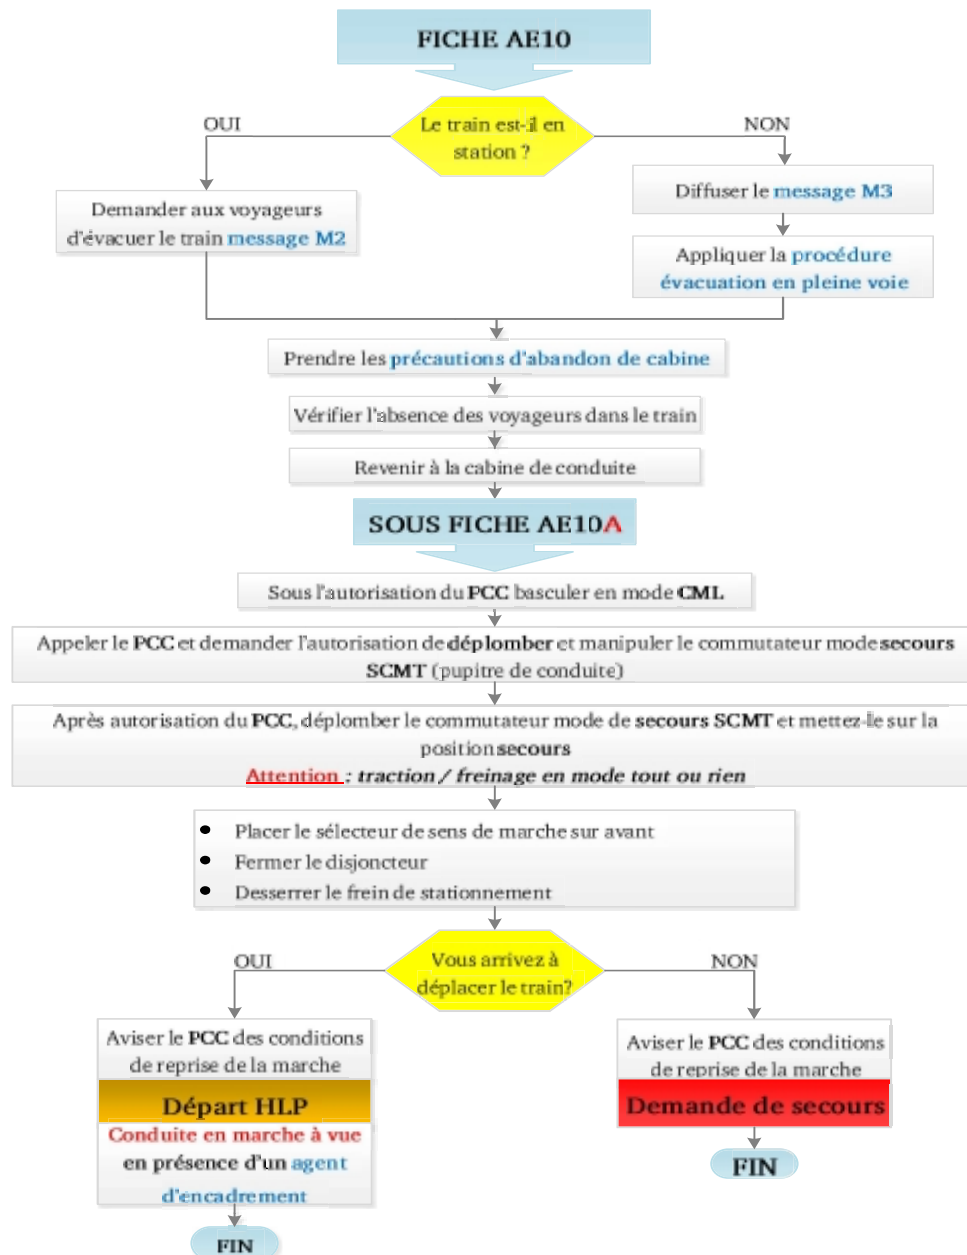 FICHE AE10
Le train est-il en
station ?
OUI
NON
Demander aux voyageurs
d'évacuer le train message M2
Diffuser le message M3
Appliquer la procédure
évacuation en pleine voie
Prendre les précautions d'abandon de cabine
Vérifier l'absence des voyageurs dans le train
Revenir à la cabine de conduite
SOUS FICHE AE10A
Sous l'autorisation du PCC basculer en mode CML
Appeler le PCC et demander l'autorisation de déplomber et manipuler le commutateur mode secours
SCMT (pupitre de conduite)
Après autorisation du PCC, déplomber le commutateur mode de secours SCMT et mettez-le sur la
position secours
Attention : traction / freinage en mode tout ou rien
• Placer le sélecteur de sens de marche sur avant
• Fermer le disjoncteur
• Desserrer le frein de stationnement
Vous arrivez à
déplacer le train?
OUI
NON
Aviser le PCC des conditions
de reprise de la marche
Départ HLP
Conduite en marche à vue
en présence d'un agent
d'encadrement
FIN
Aviser le PCC des conditions
de reprise de la marche
Demande de secours
FIN